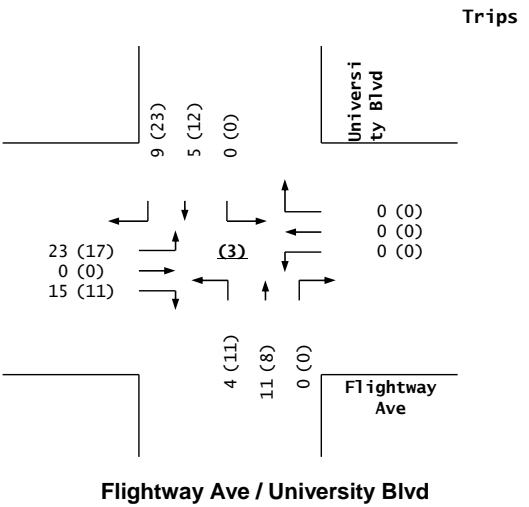 Trips
Universi
ty Blvd
9 (23)
5 (12)
0 (0)
0 (0)
0 (0)
0 (0)
23 (17)
0 (0)
15 (11)
(3)
4 (11)
11 (8)
0 (0)
Flightway
Ave
Flightway Ave / University Blvd